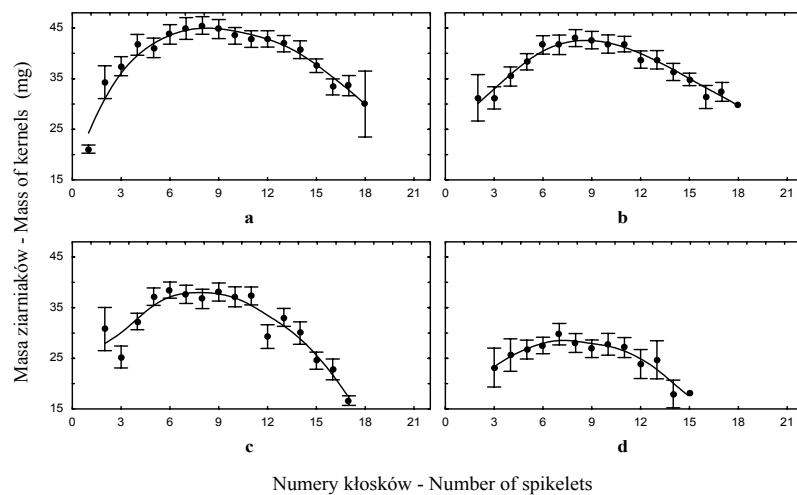 45
35
25
15
0 3 6 9 12 15 18 21
a
45
35
25
15
0 3 6 9 12 15 18 21
b
Masa ziarniaków - Mass of kernels (mg)
45
35
25
15
0 3 6 9 12 15 18 21
c
45
35
25
15
0 3 6 9 12 15 18 21
d
Numery kłosków - Number of spikelets